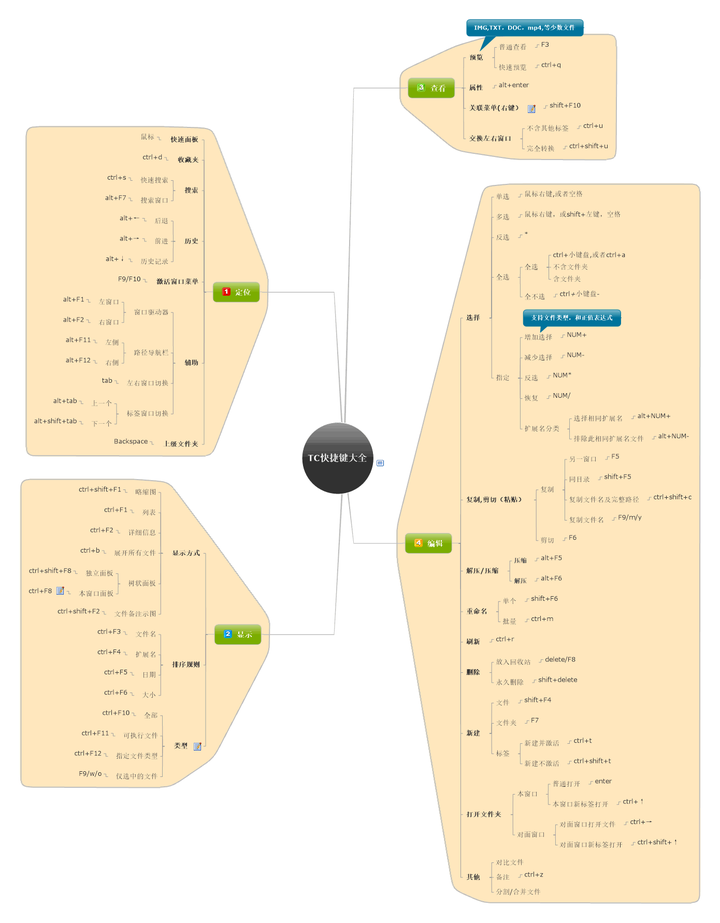 TC快捷键大全
定位
快速面板
鼠标
收藏夹
ctrl+d
搜索
快速搜索
ctrl+s
搜索窗口
alt+F7
历史
后退
alt+←
前进
alt+→
历史记录
alt+↓
激活窗口菜单
F9/F10
辅助
窗口驱动器
左窗口
alt+F1
右窗口
alt+F2
路径导航栏
左侧
alt+F11
右侧
alt+F12
左右窗口切换
tab
标签窗口切换
上一个
alt+tab
下一个
alt+shift+tab
上级文件夹
Backspace
显示
显示方式
略缩图
ctrl+shift+F1
列表
ctrl+F1
详细信息
ctrl+F2
展开所有文件
ctrl+b
树状面板
独立面板
ctrl+shift+F8
本窗口面板
ctrl+F8
文件备注示图
ctrl+shift+F2
排序规则
文件名
ctrl+F3
扩展名
ctrl+F4
日期
ctrl+F5
大小
ctrl+F6
类型
全部
ctrl+F10
可执行文件
ctrl+F11
指定文件类型
ctrl+F12
仅选中的文件
F9/w/o
查看
IMG,TXT，DOC，mp4,等少数文件
预览
普通查看
F3
快速预览
ctrl+q
属性
alt+enter
关联菜单(右键)
shift+F10
交换左右窗口
不含其他标签
ctrl+u
完全转换
ctrl+shift+u
编辑
选择
单选
鼠标右键,或者空格
多选
鼠标右键，或shift+左键，空格
反选
*
全选
全选
ctrl+小键盘,或者ctrl+a
不含文件夹
含文件夹
全不选
ctrl+小键盘-
支持文件类型，和正值表达式
指定
增加选择
NUM+
减少选择
NUM-
反选
NUM*
恢复
NUM/
扩展名分类
选择相同扩展名
alt+NUM+
排除此相同扩展名文件
alt+NUM-
复制,剪切（粘贴）
复制
另一窗口
F5
同目录
shift+F5
复制文件名及完整路径
ctrl+shift+c
复制文件名
F9/m/y
剪切
F6
解压/压缩
压缩
alt+F5
解压
alt+F6
重命名
单个
shift+F6
批量
ctrl+m
刷新
ctrl+r
删除
放入回收站
delete/F8
永久删除
shift+delete
新建
文件
shift+F4
文件夹
F7
标签
新建并激活
ctrl+t
新建不激活
ctrl+shift+t
打开文件夹
本窗口
普通打开
enter
本窗口新标签打开
ctrl+↑
对面窗口
对面窗口打开文件
ctrl+→
对面窗口新标签打开
ctrl+shift+↑
其他
对比文件
备注
ctrl+z
分割/合并文件